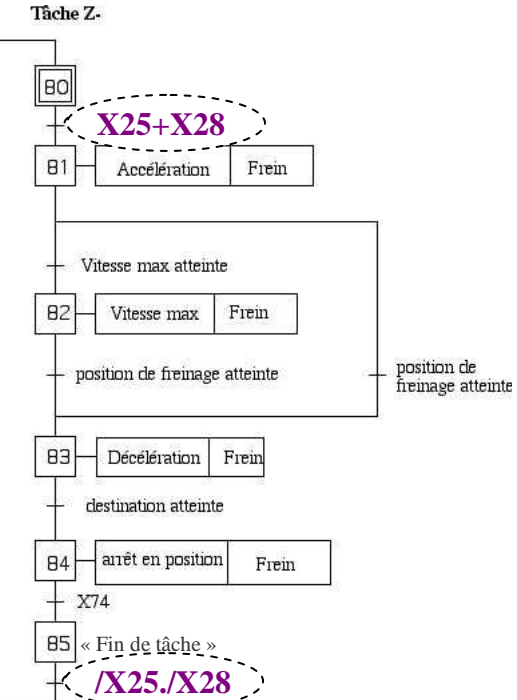 Tâche Z-
80
X25+X28
81 Accélération Frein
Vitesse max atteinte
82 Vitesse max Frein
position de freinage atteinte
position de
freinage atteinte
83 Décélération Frein
destination atteinte
84 arrêt en position Frein
X74
85 « Fin de tâche »
/X25./X28